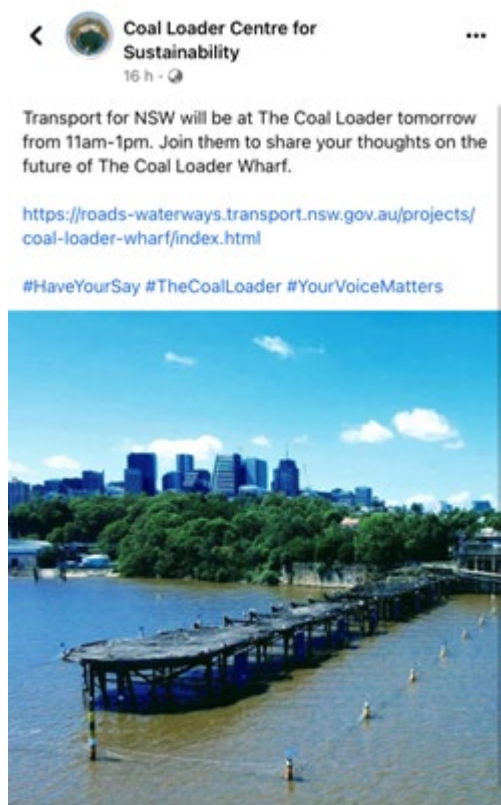 Coal Loader Centre for
Sustainability
16 h ·
Transport for NSW will be at The Coal Loader tomorrow
from 11am-1pm. Join them to share your thoughts on the
future of The Coal Loader Wharf.
https://roads-waterways.transport.nsw.gov.au/projects/
coal-loader-wharf/index.html
#HaveYourSay #TheCoalLoader #YourVoiceMatters